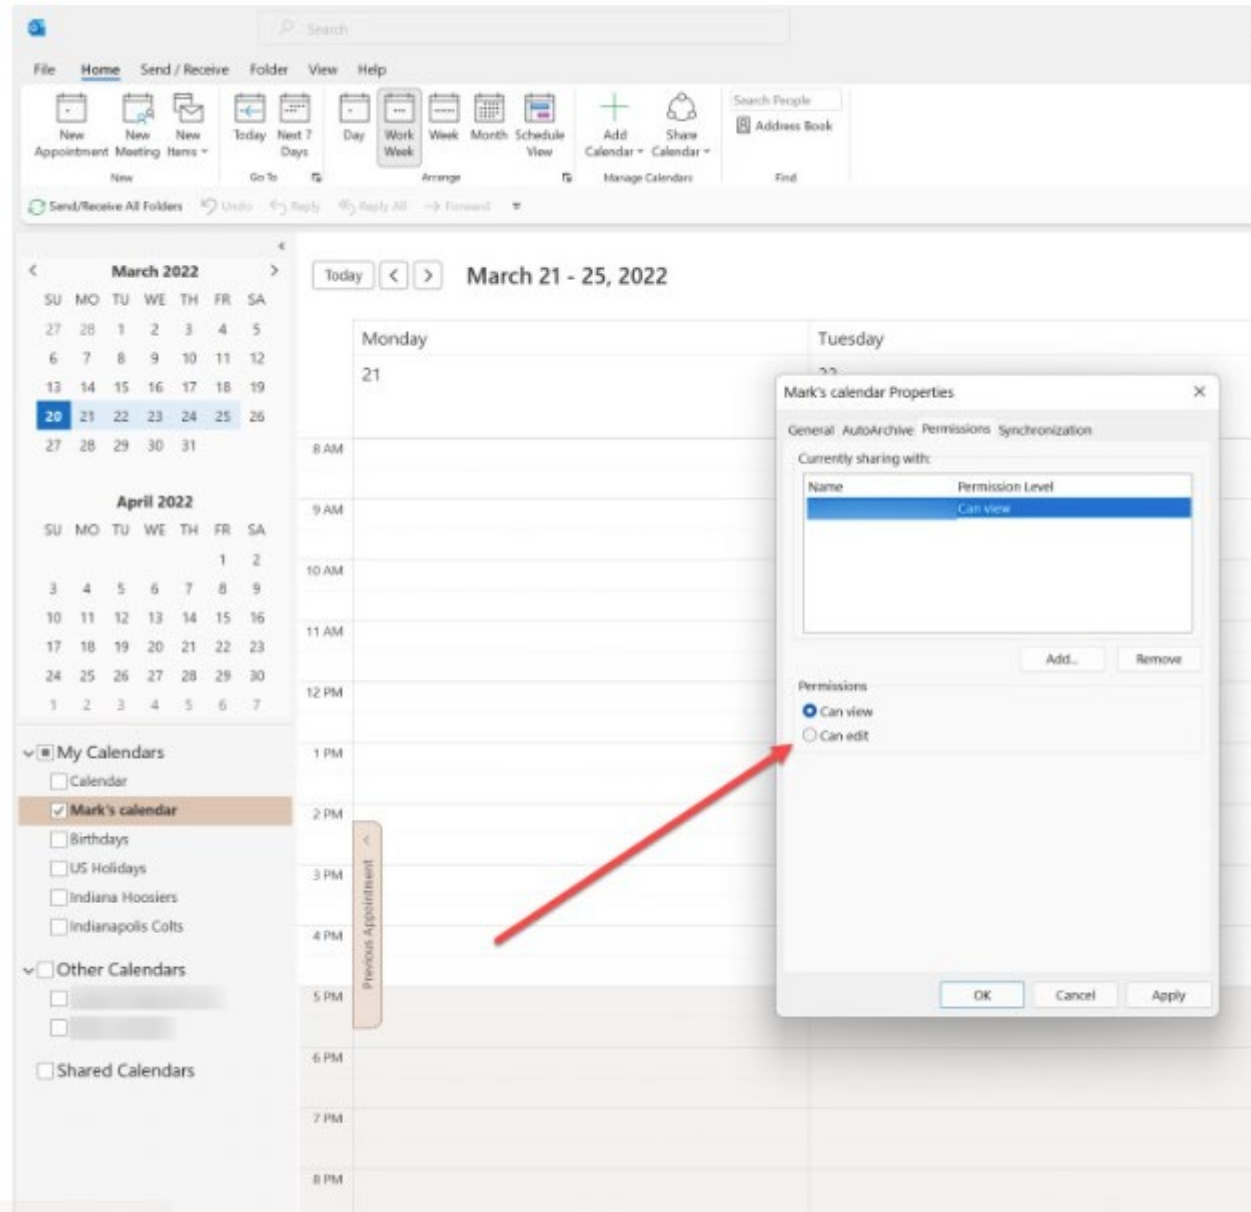 Search
File Home Send / Receive Folder View Help
New Appointment
New Meeting
New Items
Today
Next 7 Days
Day
Work Week
Week
Month
Schedule View
Add Calendar
Share Calendar
Search People
Address Book
New
Go To
Arrange
Manage Calendars
Find
Send/Receive All Folders Undo Reply Reply All Forward
March 2022
SU MO TU WE TH FR SA
27 28 1 2 3 4 5
6 7 8 9 10 11 12
13 14 15 16 17 18 19
20 21 22 23 24 25 26
27 28 29 30 31
April 2022
SU MO TU WE TH FR SA
1 2
3 4 5 6 7 8 9
10 11 12 13 14 15 16
17 18 19 20 21 22 23
24 25 26 27 28 29 30
1 2 3 4 5 6 7
My Calendars
Calendar
Mark's calendar
Birthdays
US Holidays
Indiana Hoosiers
Indianapolis Colts
Other Calendars
Shared Calendars
Today March 21 - 25, 2022
Monday Tuesday
21 22
8 AM
9 AM
10 AM
11 AM
12 PM
1 PM
2 PM
3 PM
4 PM
5 PM
6 PM
7 PM
8 PM
Previous Appointment
Mark's calendar Properties
General AutoArchive Permissions Synchronization
Currently sharing with:
Name Permission Level
Can view
Add... Remove
Permissions
Can view
Can edit
OK Cancel Apply